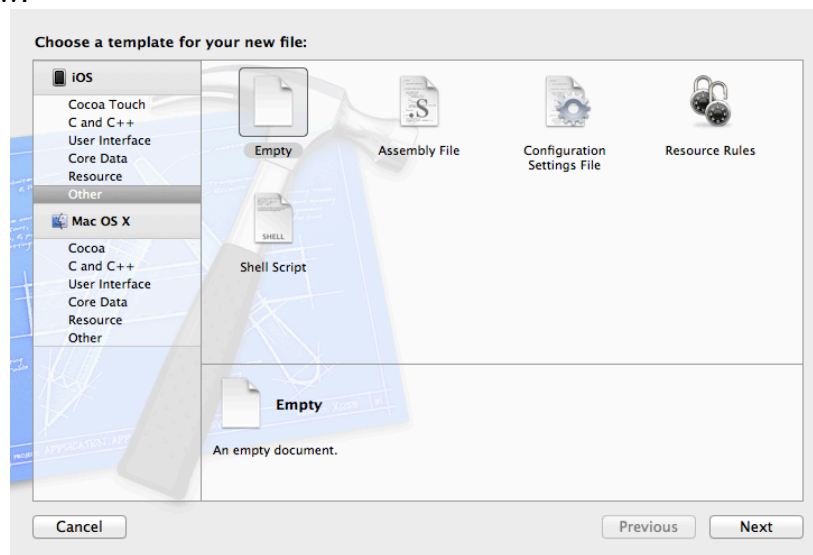 Choose a template for your new file:
iOS
Cocoa Touch
C and C++
User Interface
Core Data
Resource
Other
Mac OS X
Cocoa
C and C++
User Interface
Core Data
Resource
Other
Empty
Assembly File
.S
Configuration
Settings File
Resource Rules
SHELL
Shell Script
Empty
An empty document.
Cancel
Previous
Next